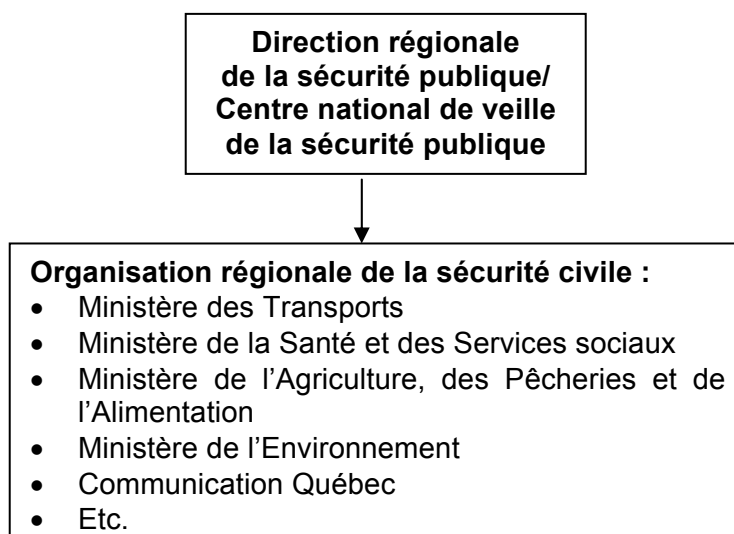 Direction régionale
de la sécurité publique/
Centre national de veille
de la sécurité publique
Organisation régionale de la sécurité civile :
• Ministère des Transports
• Ministère de la Santé et des Services sociaux
• Ministère de l’Agriculture, des Pêcheries et de
l’Alimentation
• Ministère de l’Environnement
• Communication Québec
• Etc.